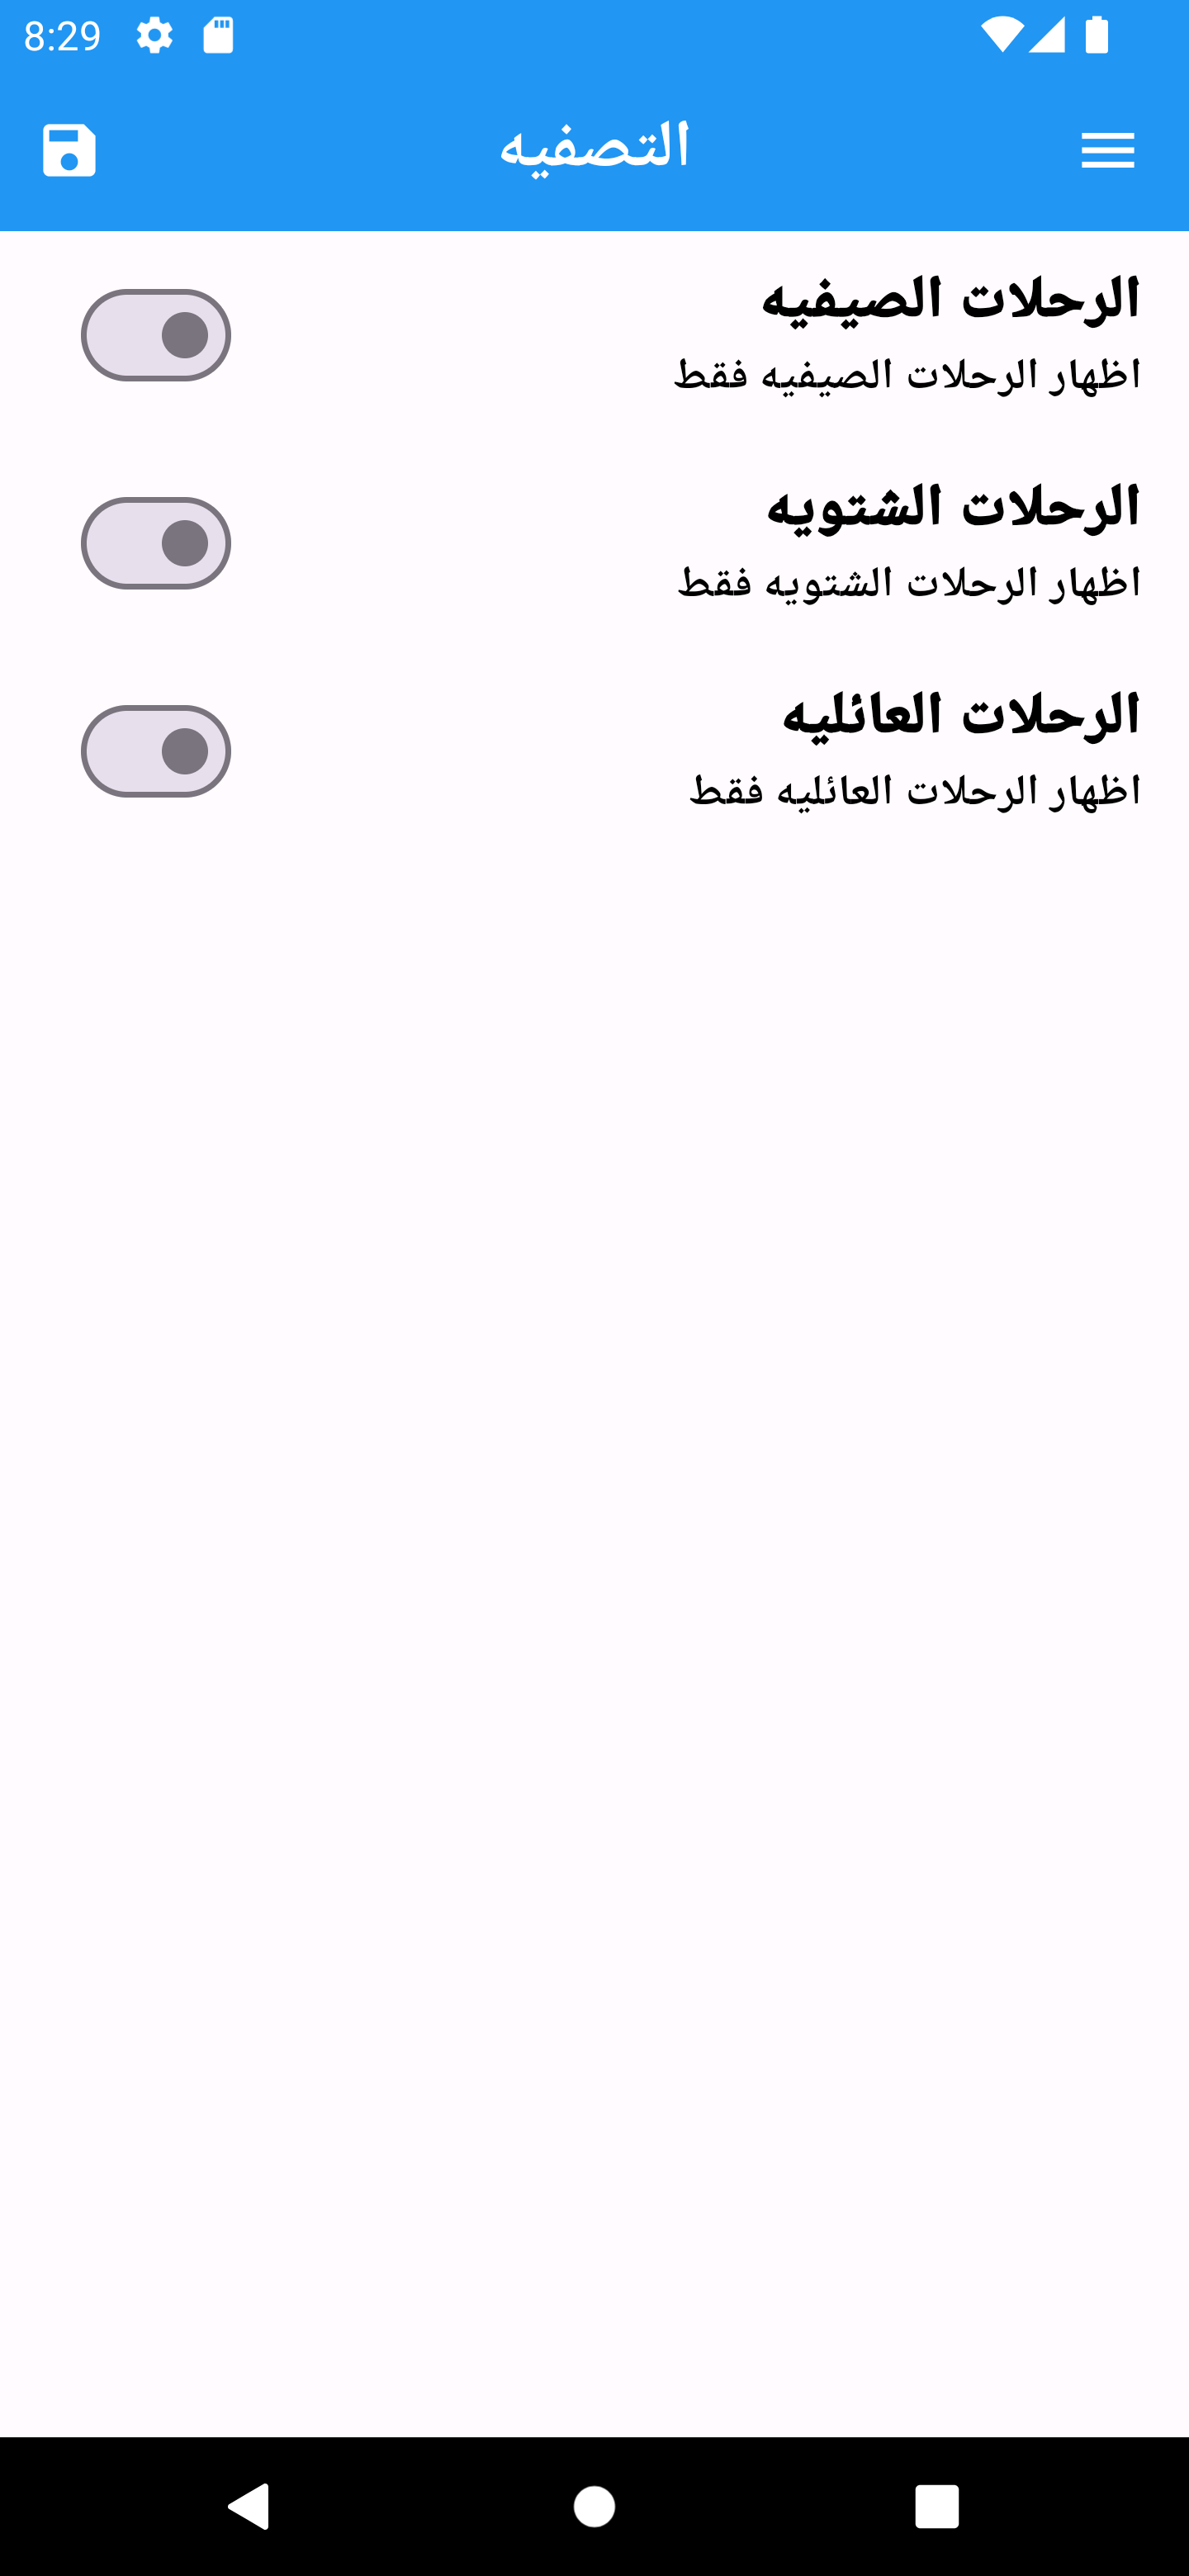 8:29
التصفيه
الرحلات الصيفيه
اظهار الرحلات الصيفيه فقط
الرحلات الشتويه
اظهار الرحلات الشتويه فقط
الرحلات العائليه
اظهار الرحلات العائليه فقط